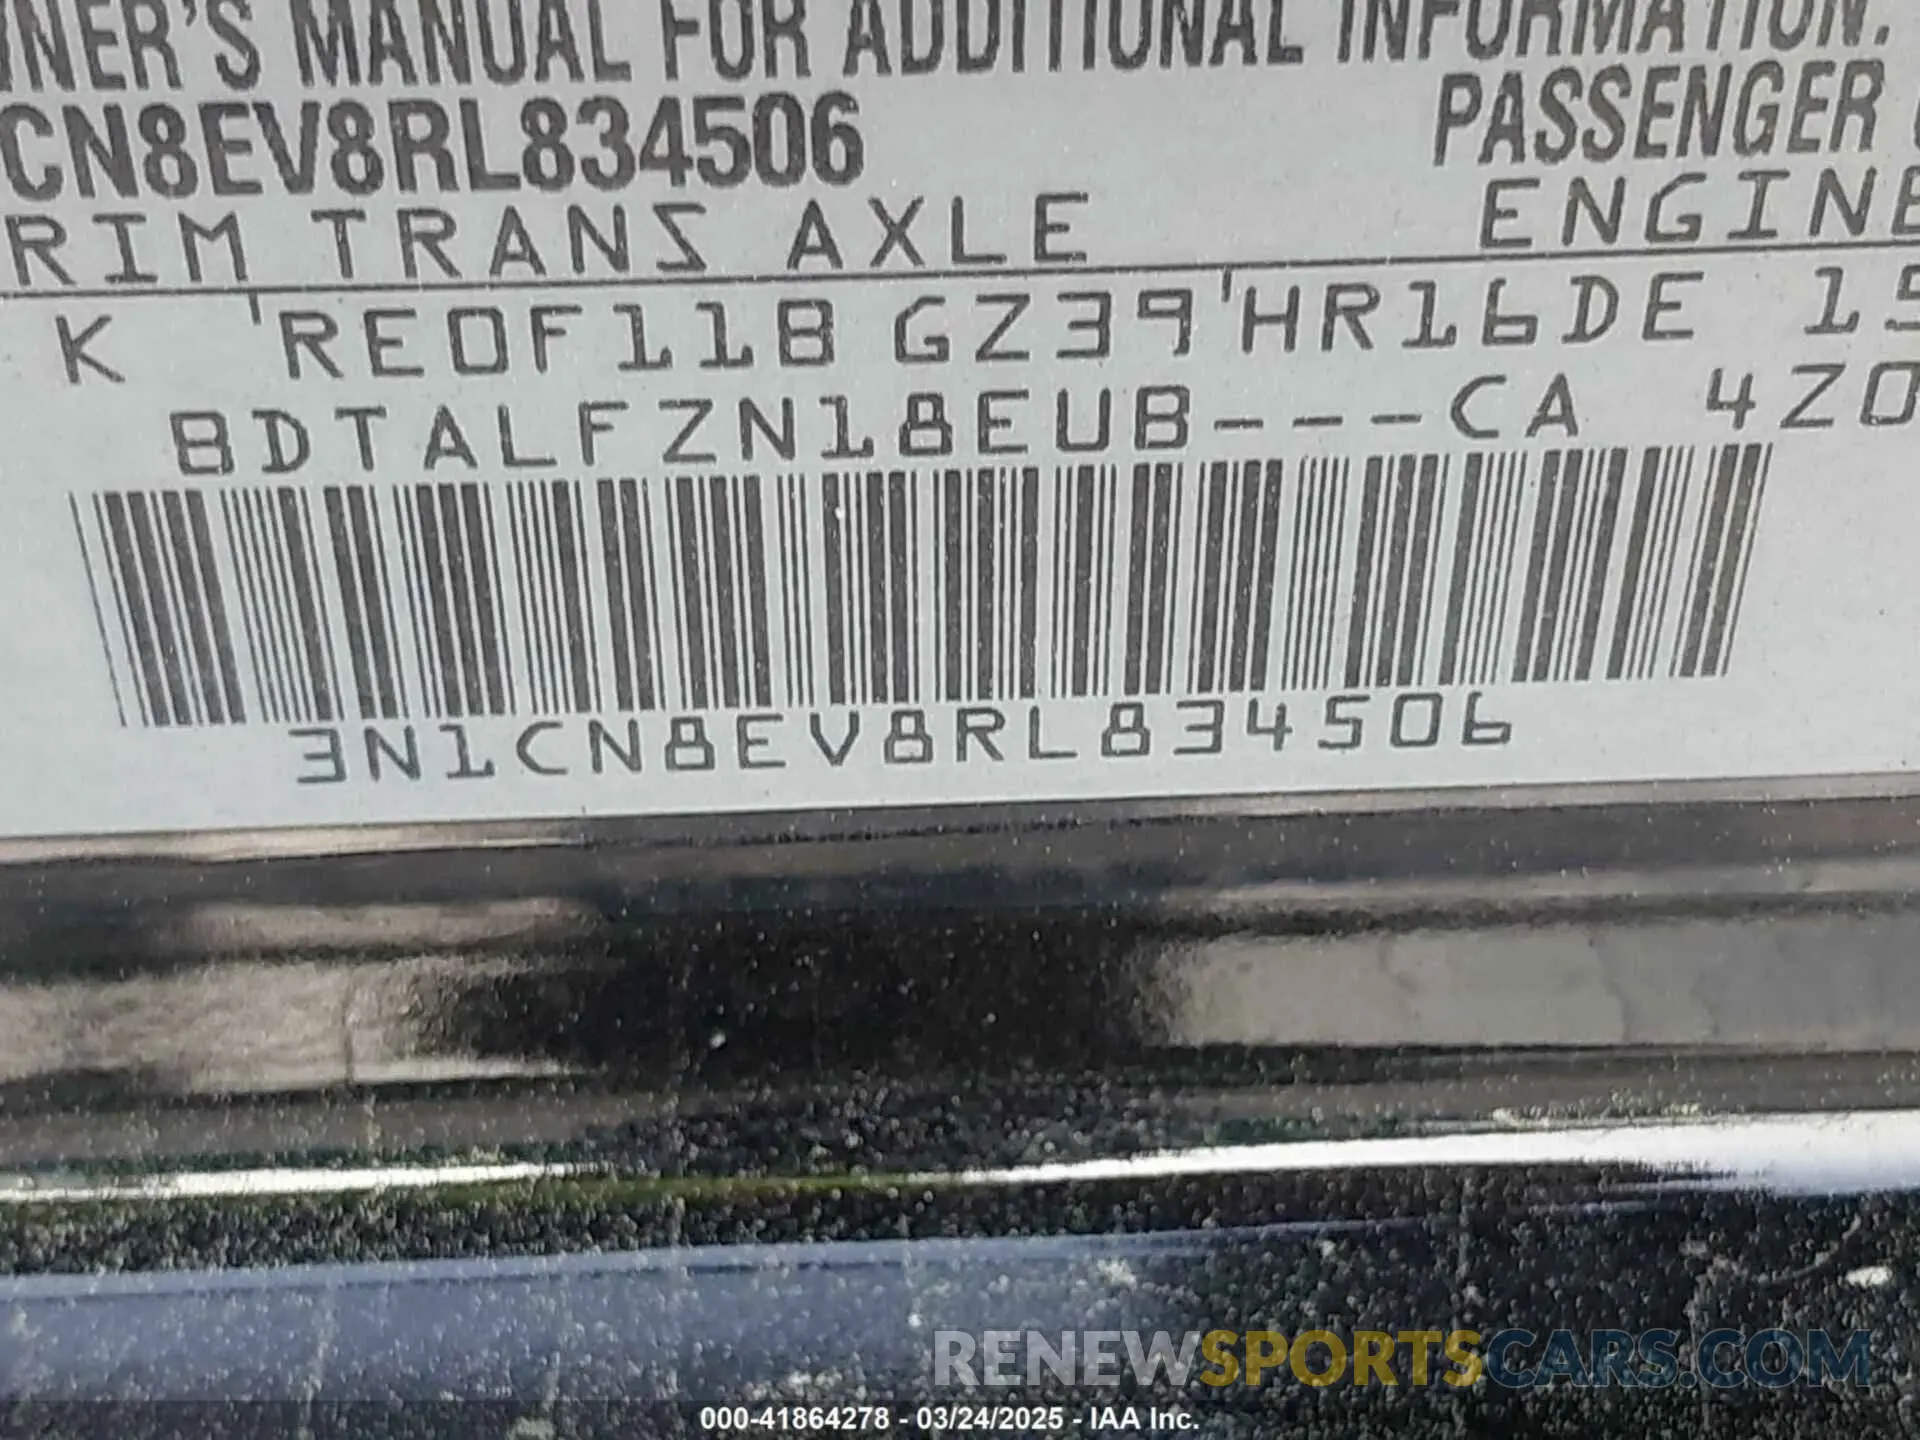 NER'S MANUAL FOR ADDITIONAL INFORMATION.
CN8EV8RL834506 PASSENGER
RIM TRANS AXLE ENGINE
K 'RE0F11B GZ39'HR16DE 15
BDTALFZN18EUB---CA 4Z0
3N1CN8EV8RL834506
RENEWSPORTSCARS.COM
000-41864278 - 03/24/2025 - IAA Inc.